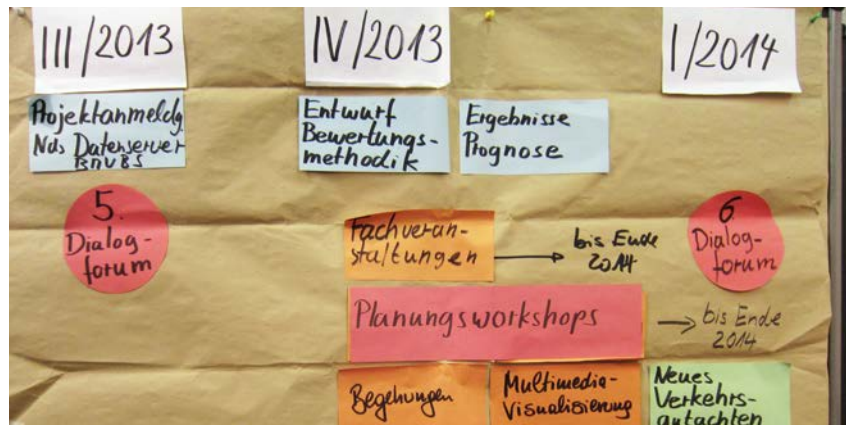 III/2013
IV/2013
I/2014
Projektanmeldg
Nds Datenserver
BMVBS
Entwurf
Bewertungs-
methodik
Ergebnisse
Prognose
5.
Dialog-
forum
Fachveran-
staltungen
bis Ende
2014
6
Dialog-
forum
Planungsworkshops
bis Ende
2014
Begehungen
Multimedia-
Visualisierung
Neues
Verkehrs-
gutachten